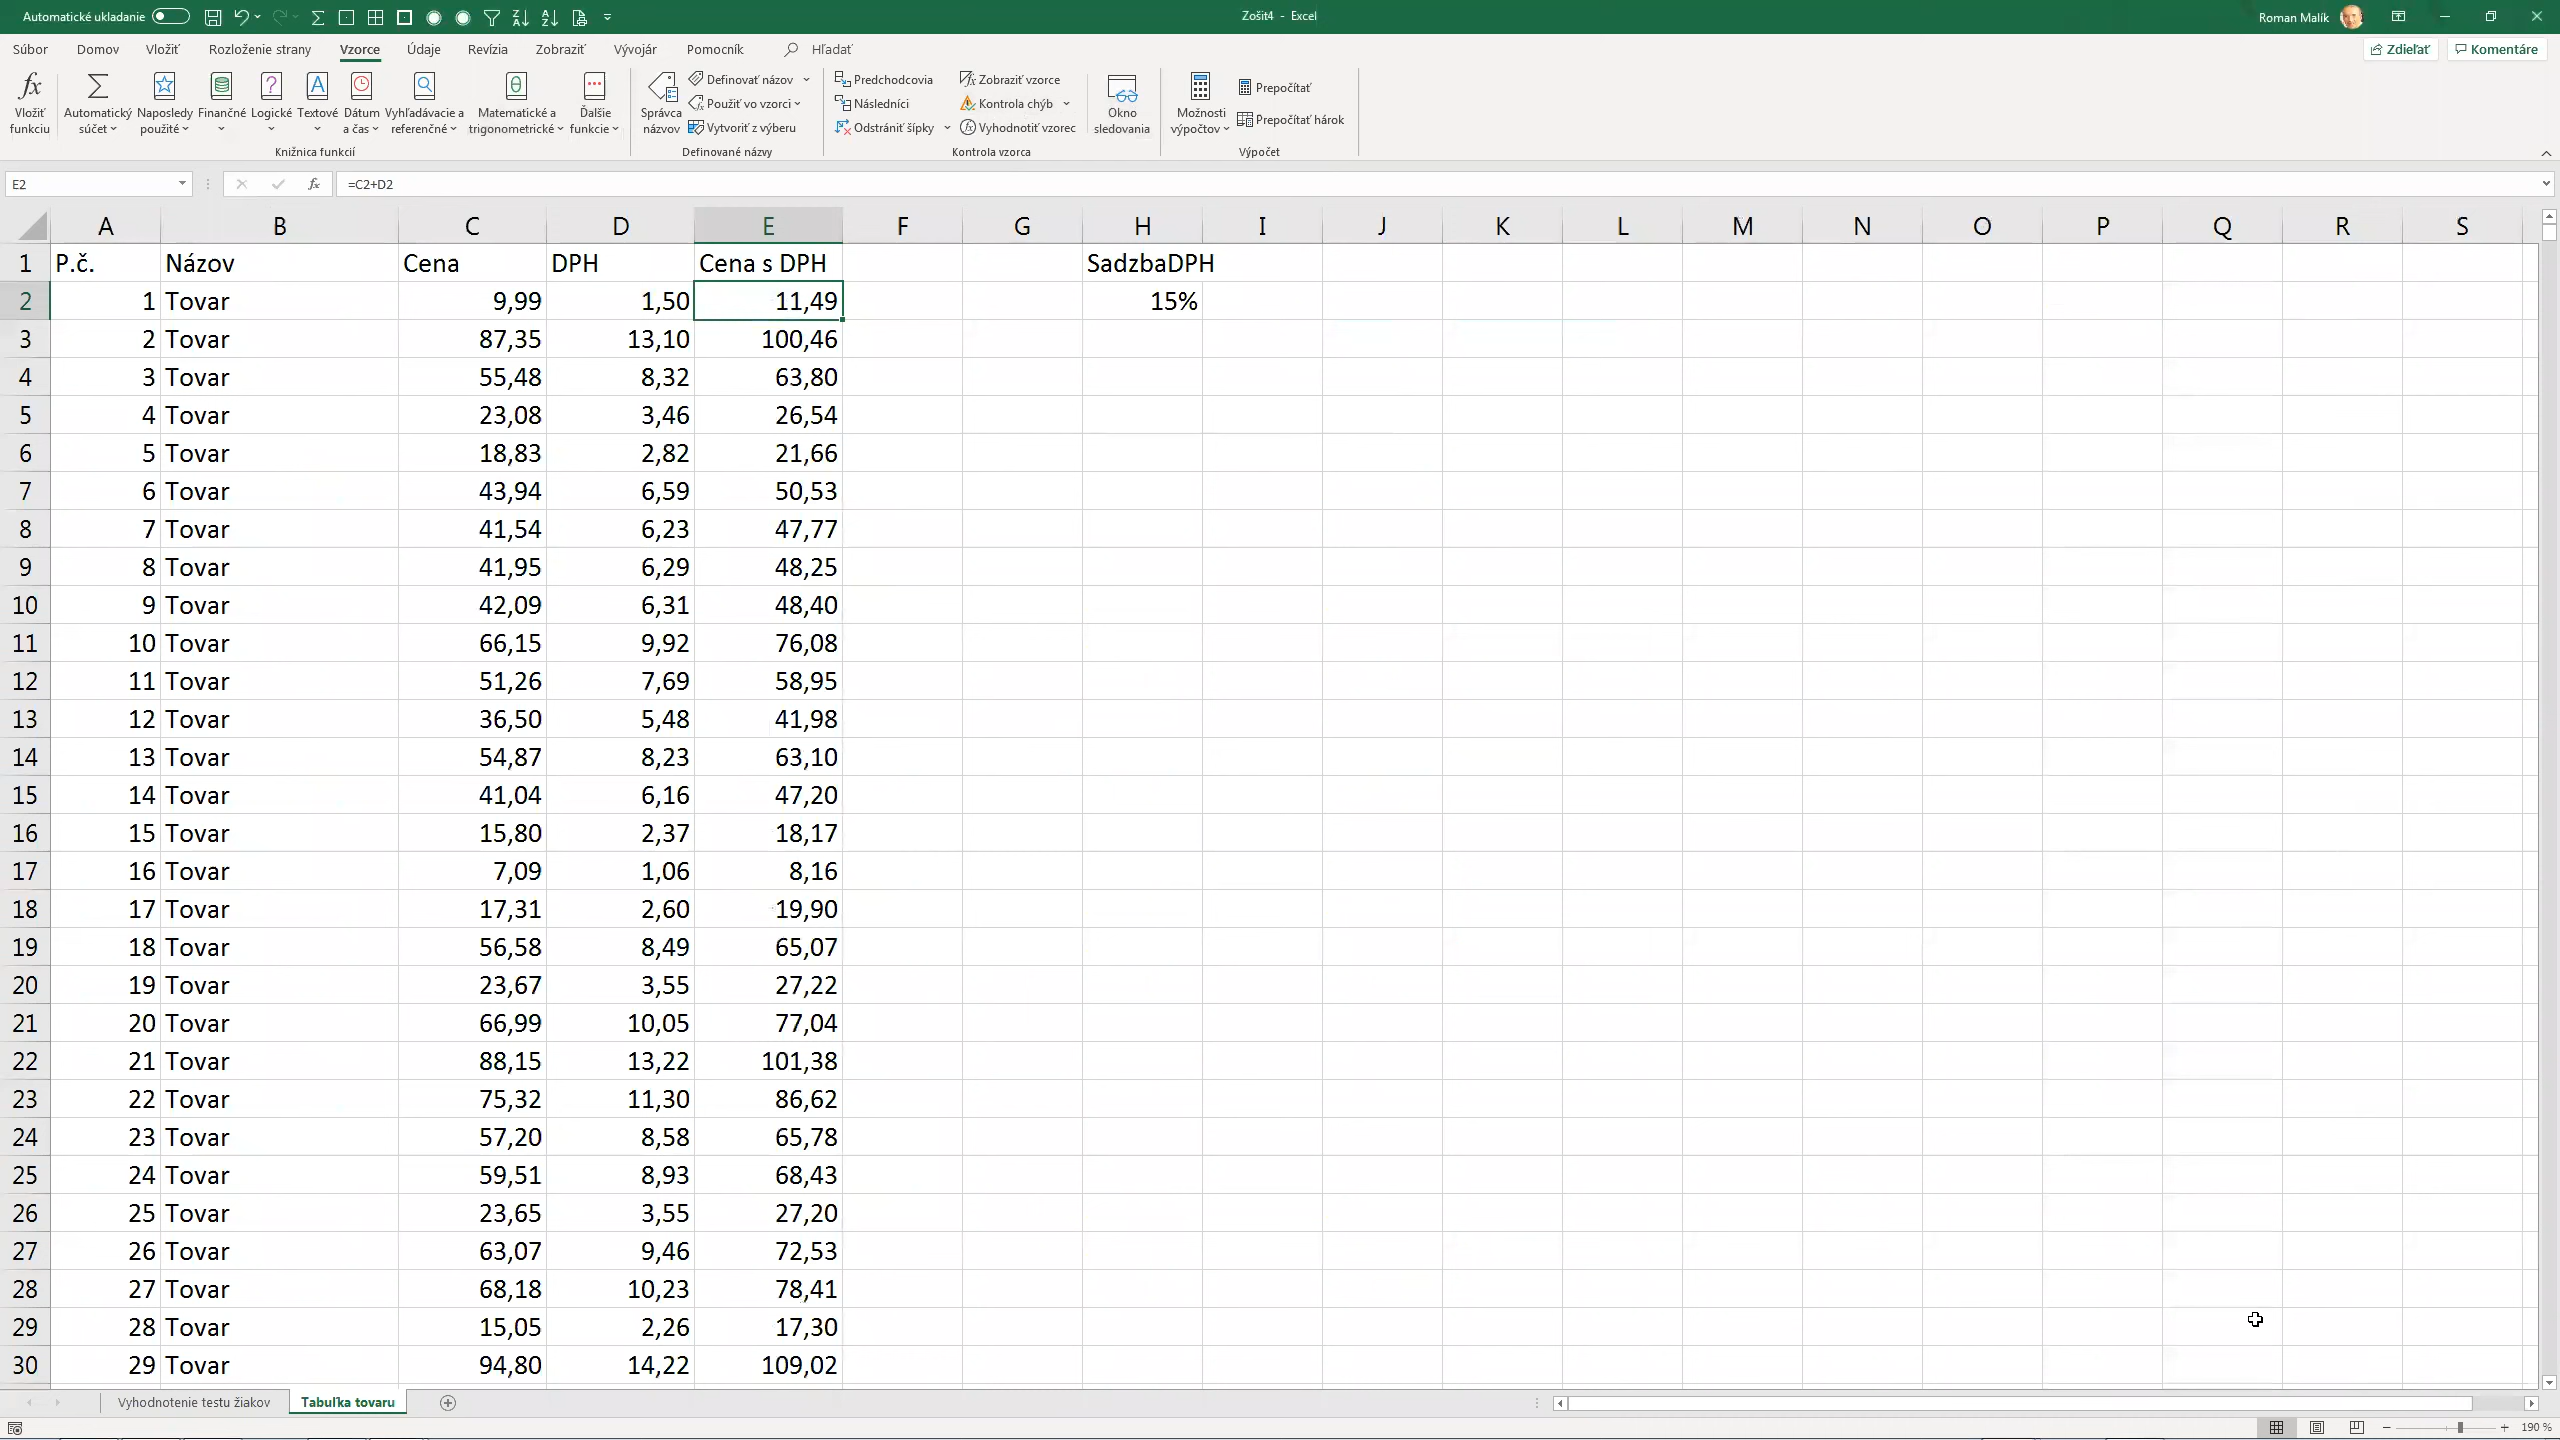 Automatické ukladanie
Zošit4 - Excel
Roman Malík
Súbor Domov Vložiť Rozloženie strany Vzorce Údaje Revízia Zobraziť Vývojár Pomocník Hľadať Zdieľať Komentáre
Vložiť funkciu
Automatický súčet
Naposledy použité
Finančné
Logické
Textové
Dátum a čas
Vyhľadávacie a referenčné
Matematické a trigonometrické
Ďalšie funkcie
Knižnica funkcií
Správca názvov
Definovať názov
Použiť vo vzorci
Vytvoriť z výberu
Definované názvy
Predchodcovia
Následníci
Odstrániť šípky
Zobraziť vzorce
Kontrola chýb
Vyhodnotiť vzorec
Kontrola vzorca
Okno sledovania
Možnosti výpočtov
Prepočítať
Prepočítať hárok
Výpočet
E2 fx =C2+D2
A B C D E F G H I J K L M N O P Q R S
1 P.č. Názov Cena DPH Cena s DPH SadzbaDPH
2 1 Tovar 9,99 1,50 11,49 15%
3 2 Tovar 87,35 13,10 100,46
4 3 Tovar 55,48 8,32 63,80
5 4 Tovar 23,08 3,46 26,54
6 5 Tovar 18,83 2,82 21,66
7 6 Tovar 43,94 6,59 50,53
8 7 Tovar 41,54 6,23 47,77
9 8 Tovar 41,95 6,29 48,25
10 9 Tovar 42,09 6,31 48,40
11 10 Tovar 66,15 9,92 76,08
12 11 Tovar 51,26 7,69 58,95
13 12 Tovar 36,50 5,48 41,98
14 13 Tovar 54,87 8,23 63,10
15 14 Tovar 41,04 6,16 47,20
16 15 Tovar 15,80 2,37 18,17
17 16 Tovar 7,09 1,06 8,16
18 17 Tovar 17,31 2,60 19,90
19 18 Tovar 56,58 8,49 65,07
20 19 Tovar 23,67 3,55 27,22
21 20 Tovar 66,99 10,05 77,04
22 21 Tovar 88,15 13,22 101,38
23 22 Tovar 75,32 11,30 86,62
24 23 Tovar 57,20 8,58 65,78
25 24 Tovar 59,51 8,93 68,43
26 25 Tovar 23,65 3,55 27,20
27 26 Tovar 63,07 9,46 72,53
28 27 Tovar 68,18 10,23 78,41
29 28 Tovar 15,05 2,26 17,30
30 29 Tovar 94,80 14,22 109,02
Vyhodnotenie testu žiakov Tabuľka tovaru
190 %